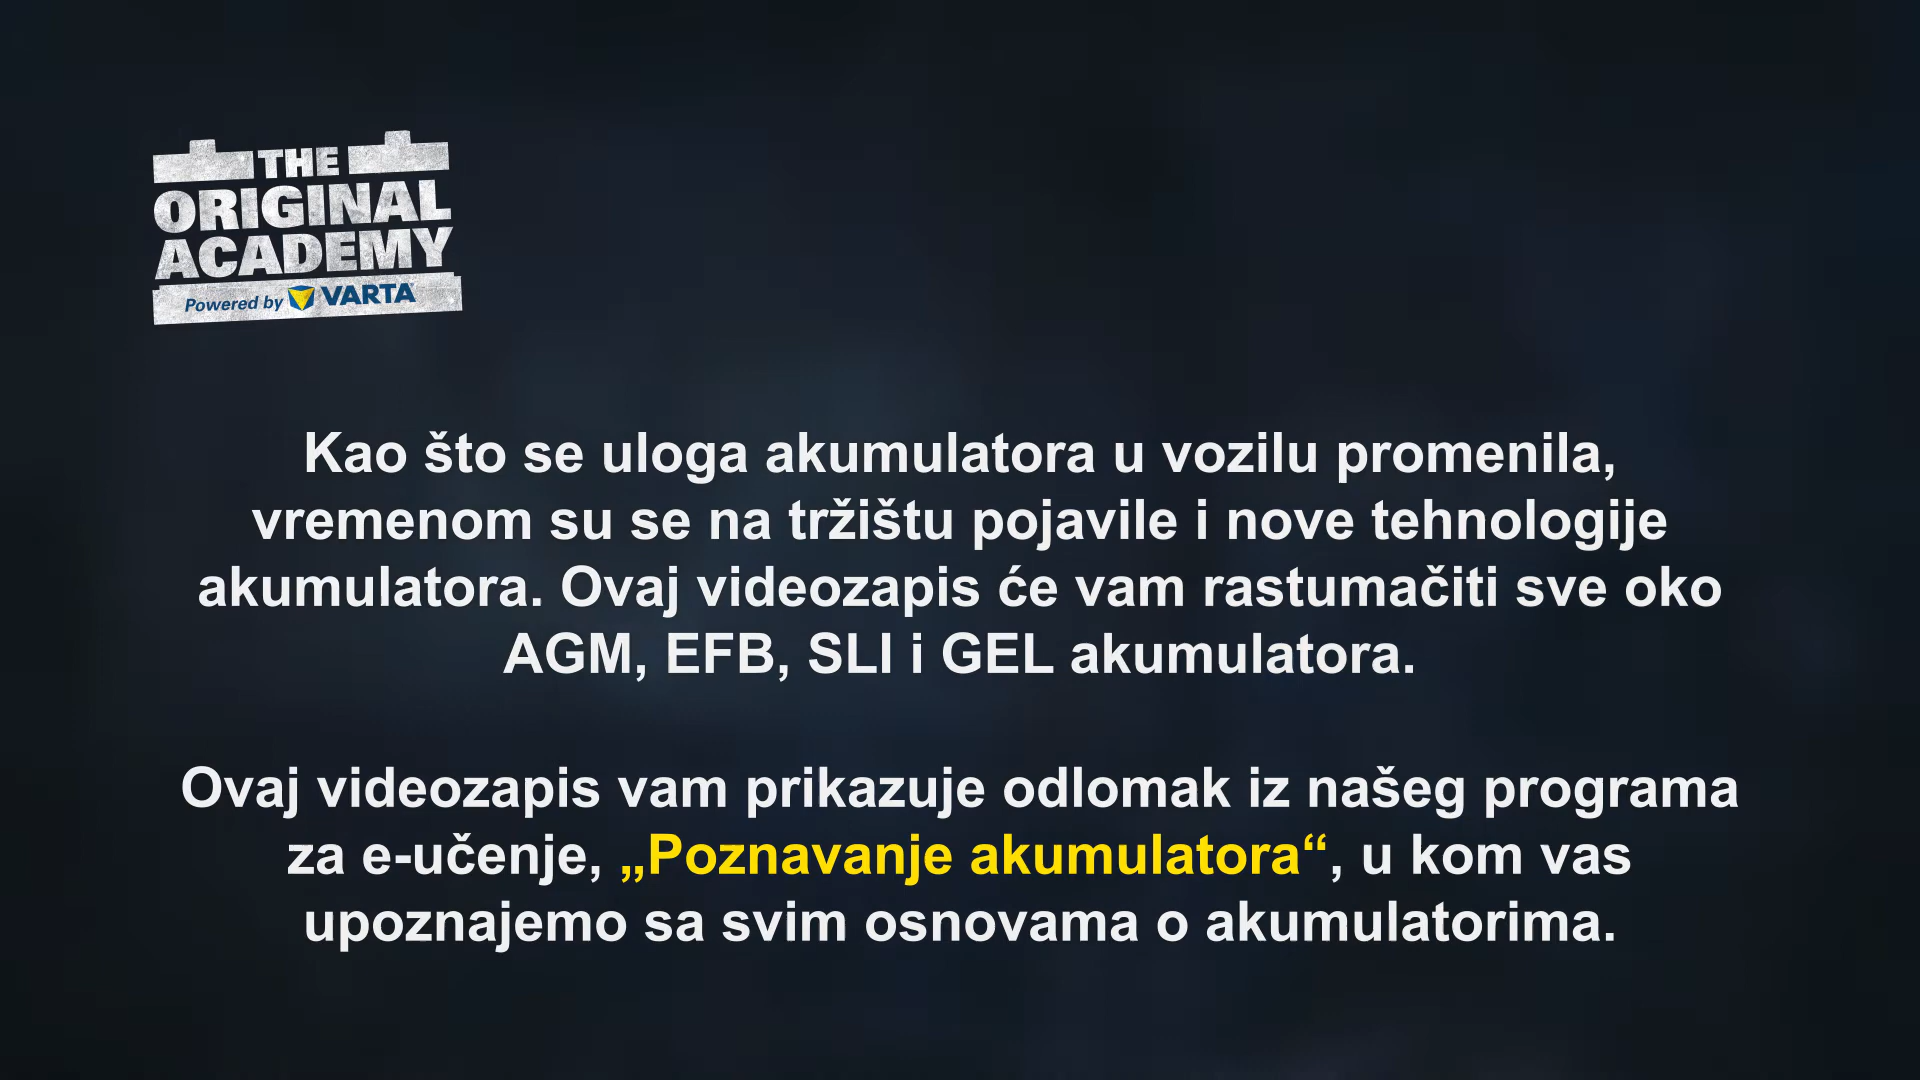 THE
ORIGINAL
ACADEMY
Powered by VARTA
Kao što se uloga akumulatora u vozilu promenila,
vremenom su se na tržištu pojavile i nove tehnologije
akumulatora. Ovaj videozapis će vam rastumačiti sve oko
AGM, EFB, SLI i GEL akumulatora.
Ovaj videozapis vam prikazuje odlomak iz našeg programa
za e-učenje, „Poznavanje akumulatora“, u kom vas
upoznajemo sa svim osnovama o akumulatorima.